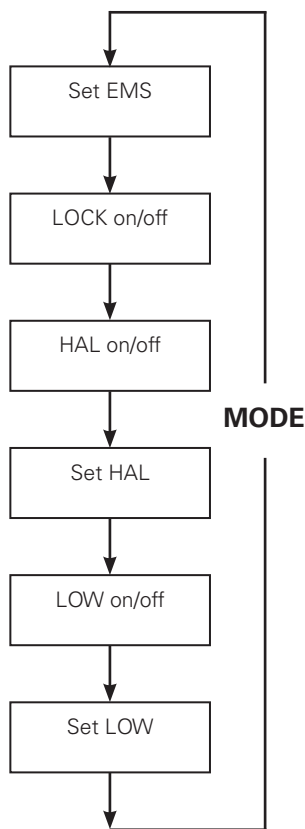 Set EMS
LOCK on/off
HAL on/off
MODE
Set HAL
LOW on/off
Set LOW